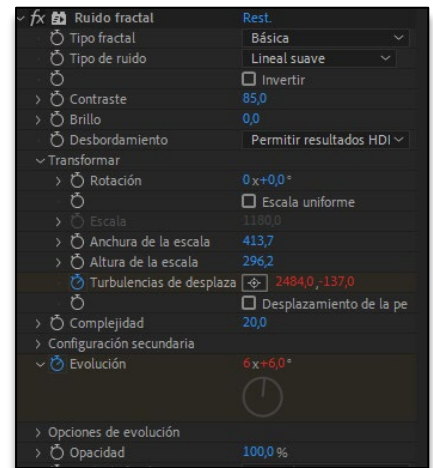 fx Ruido fractal Rest.
Tipo fractal Básica
Tipo de ruido Lineal suave
Invertir
Contraste 85,0
Brillo 0,0
Desbordamiento Permitir resultados HDI
Transformar
Rotación 0x+0,0°
Escala uniforme
Escala 1180,0
Anchura de la escala 413,7
Altura de la escala 296,2
Turbulencias de desplaza 2484,0,-137,0
Desplazamiento de la pe
Complejidad 20,0
Configuración secundaria
Evolución 6x+6,0°
Opciones de evolución
Opacidad 100,0%